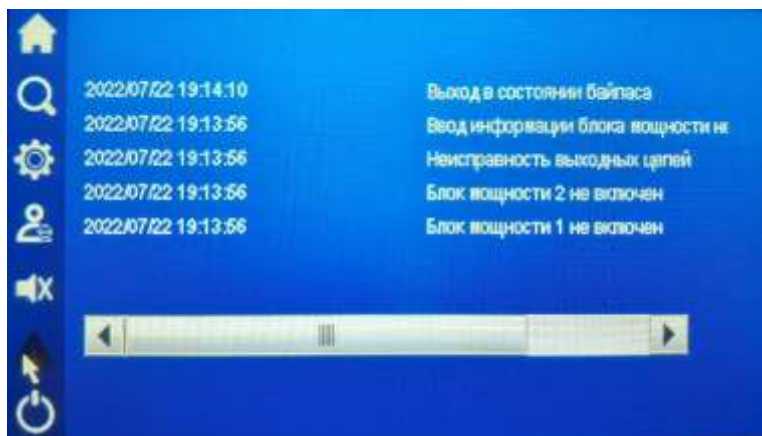 2022/07/22 19:14:10 Выход в состоянии байпаса
2022/07/22 19:13:56 Ввод информации блока мощности не
2022/07/22 19:13:56 Неисправность выходных цепей
2022/07/22 19:13:56 Блок мощности 2 не включен
2022/07/22 19:13:56 Блок мощности 1 не включен